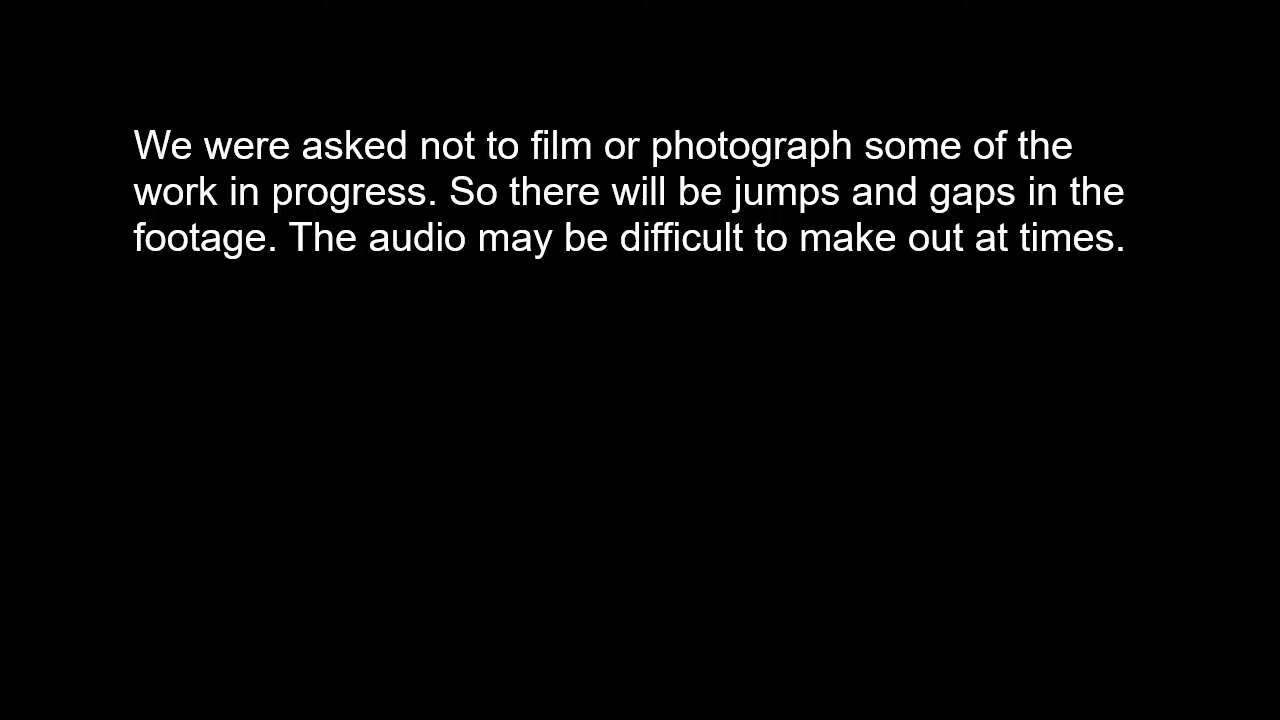 We were asked not to film or photograph some of the
work in progress. So there will be jumps and gaps in the
footage. The audio may be difficult to make out at times.